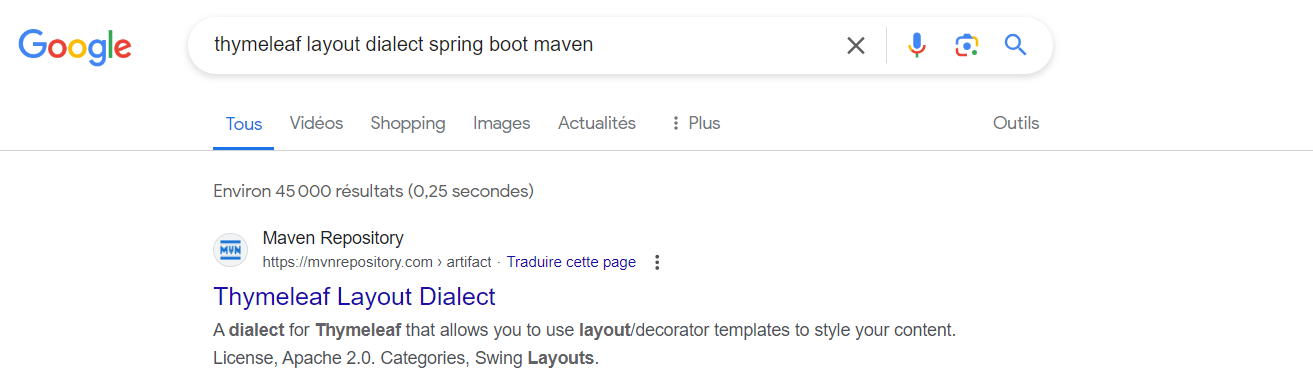 Google
thymeleaf layout dialect spring boot maven
Tous Vidéos Shopping Images Actualités Plus Outils
Environ 45 000 résultats (0,25 secondes)
MVN
Maven Repository
https://mvnrepository.com › artifact · Traduire cette page
Thymeleaf Layout Dialect
A dialect for Thymeleaf that allows you to use layout/decorator templates to style your content.
License, Apache 2.0. Categories, Swing Layouts.